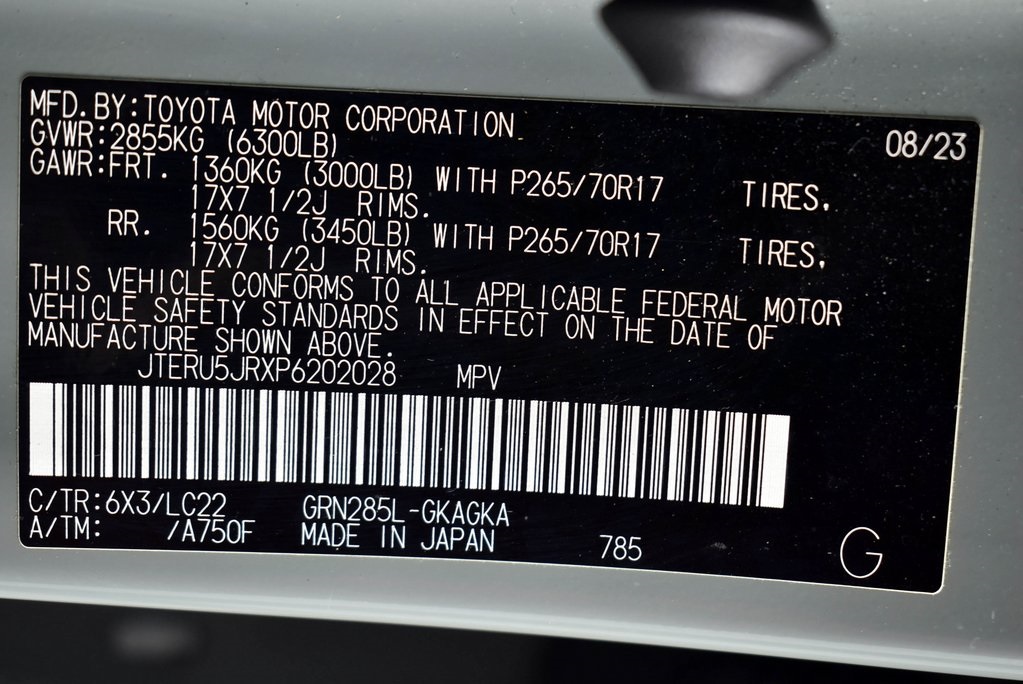 MFD.BY:TOYOTA MOTOR CORPORATION 08/23
GVWR:2855KG (6300LB)
GAWR:FRT. 1360KG (3000LB) WITH P265/70R17 TIRES,
17X7 1/2J RIMS.
RR. 1560KG (3450LB) WITH P265/70R17 TIRES,
17X7 1/2J RIMS.
THIS VEHICLE CONFORMS TO ALL APPLICABLE FEDERAL MOTOR
VEHICLE SAFETY STANDARDS IN EFFECT ON THE DATE OF
MANUFACTURE SHOWN ABOVE.
JTERU5JRXP6202028 MPV
C/TR:6X3/LC22 GRN285L-GKAGKA
A/TM: /A750F MADE IN JAPAN 785
G